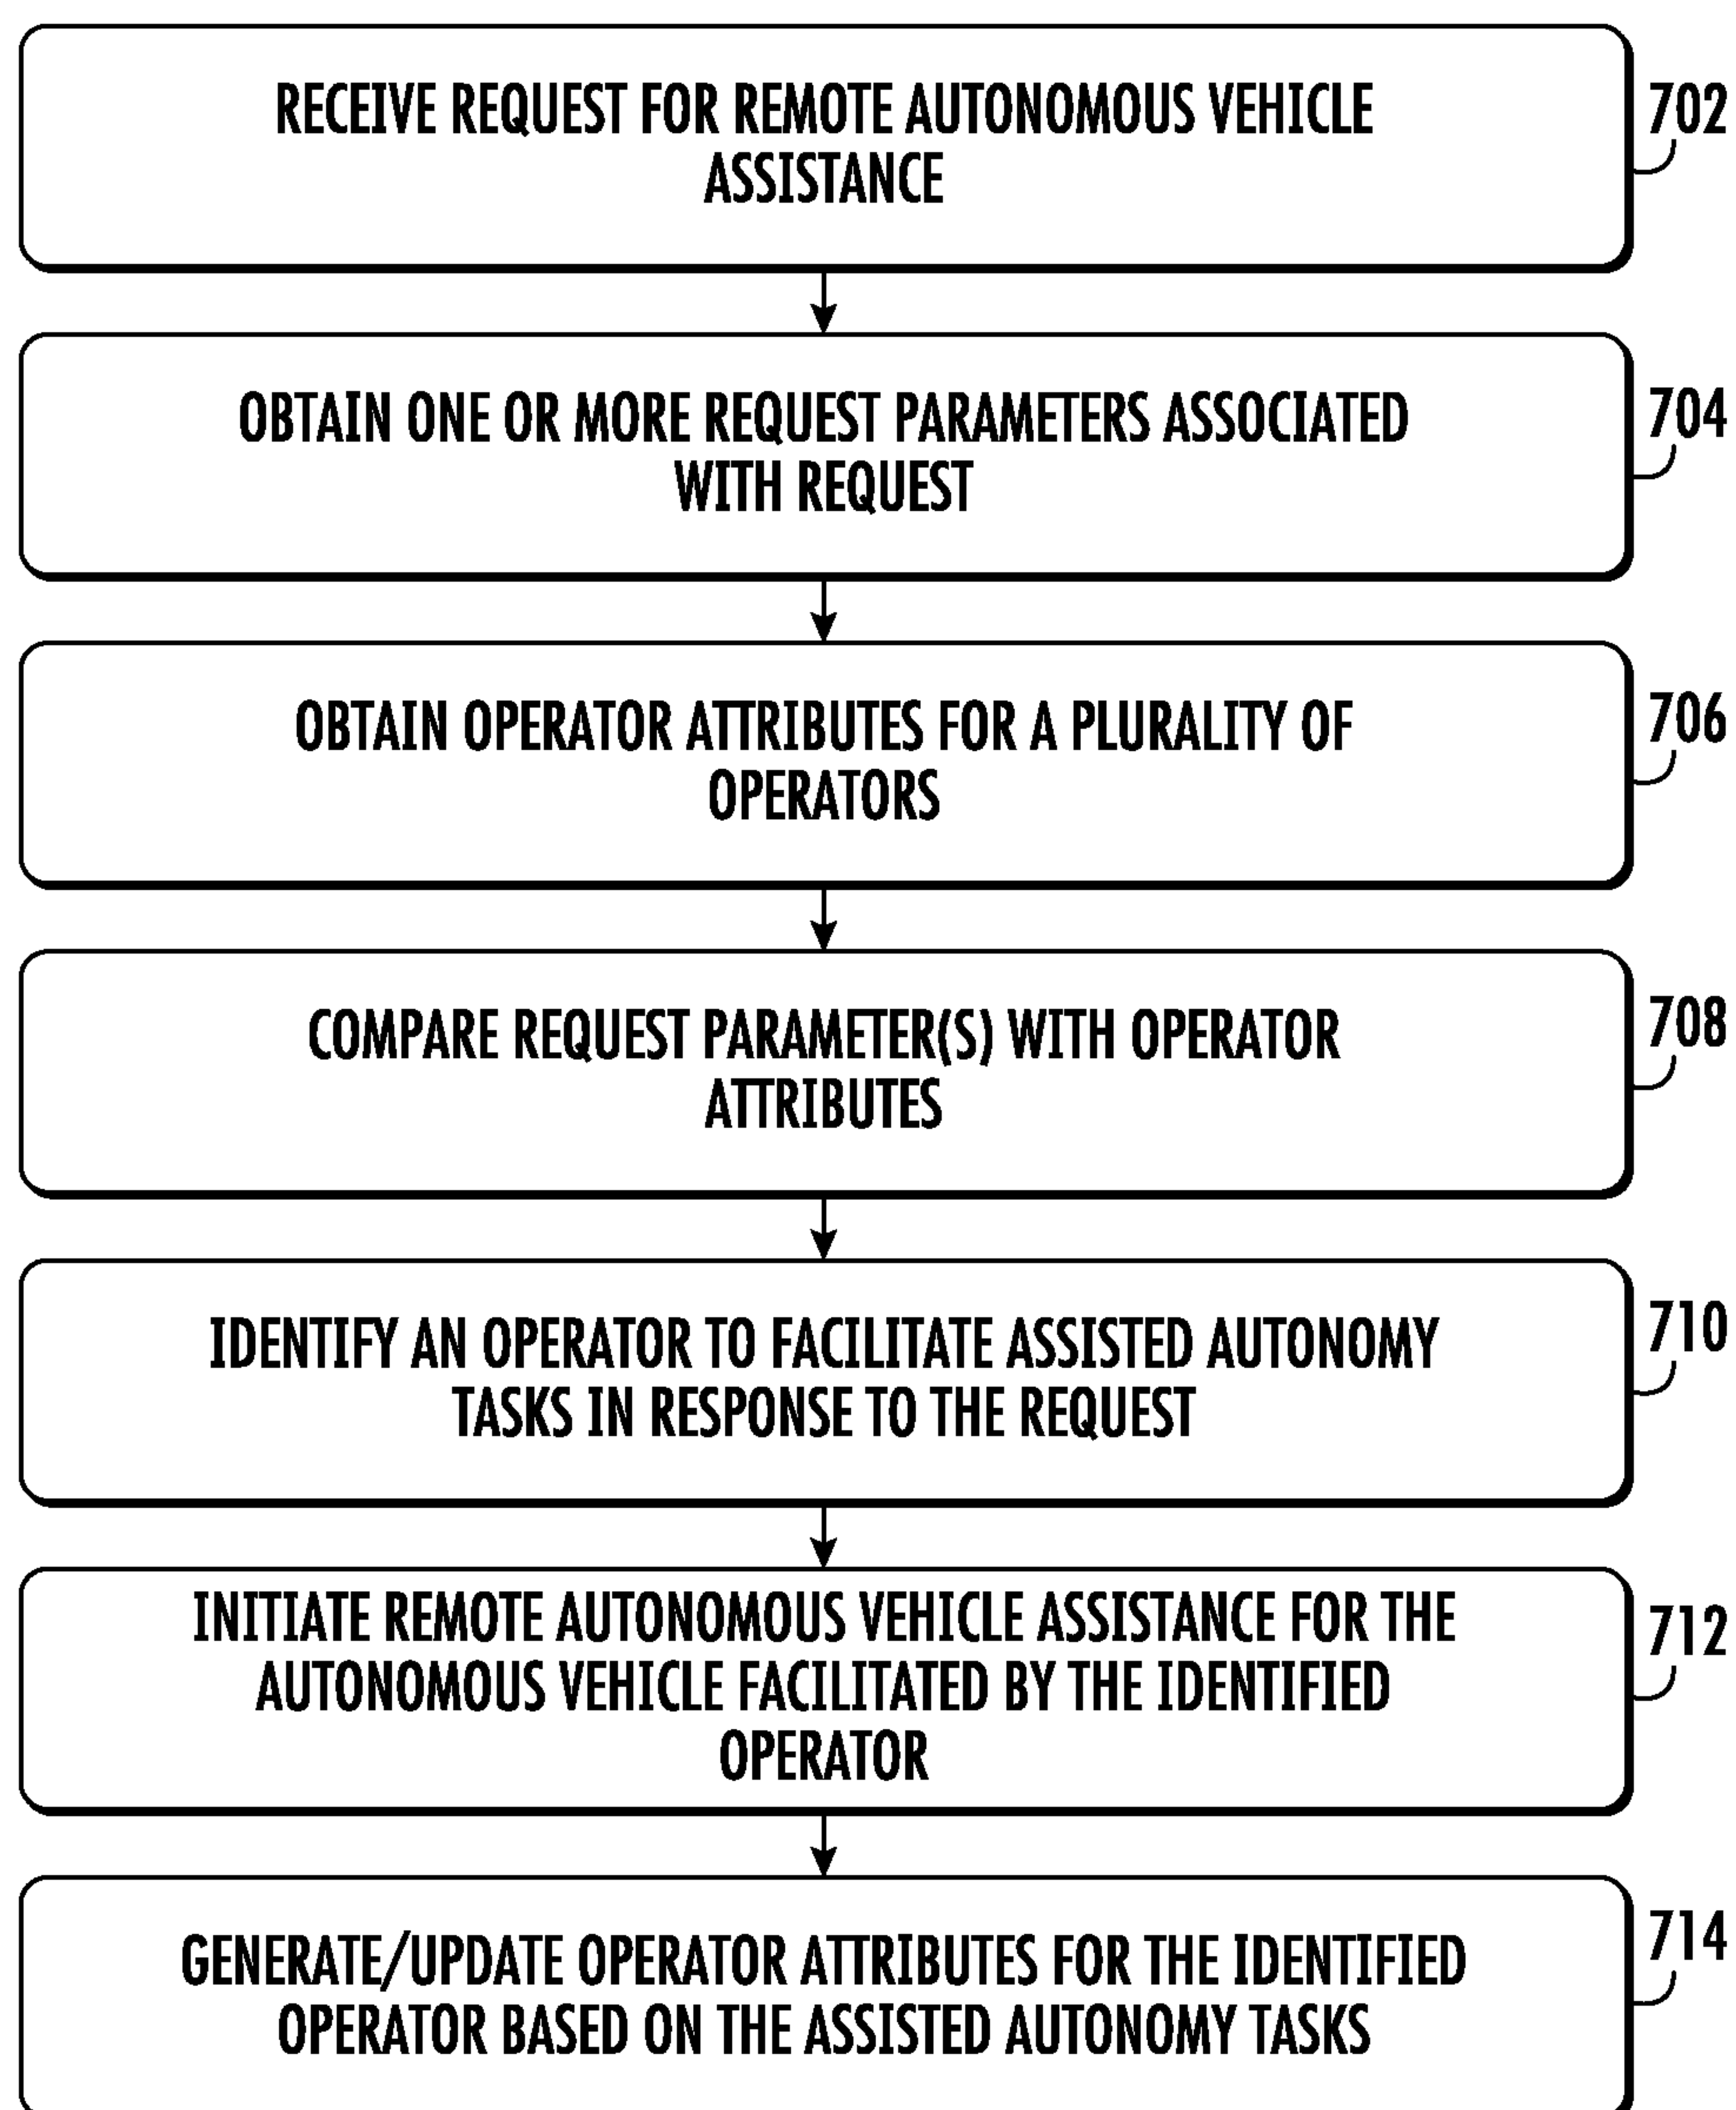 RECEIVE REQUEST FOR REMOTE AUTONOMOUS VEHICLE
ASSISTANCE
702
OBTAIN ONE OR MORE REQUEST PARAMETERS ASSOCIATED
WITH REQUEST
704
OBTAIN OPERATOR ATTRIBUTES FOR A PLURALITY OF
OPERATORS
706
COMPARE REQUEST PARAMETER(S) WITH OPERATOR
ATTRIBUTES
708
IDENTIFY AN OPERATOR TO FACILITATE ASSISTED AUTONOMY
TASKS IN RESPONSE TO THE REQUEST
710
INITIATE REMOTE AUTONOMOUS VEHICLE ASSISTANCE FOR THE
AUTONOMOUS VEHICLE FACILITATED BY THE IDENTIFIED
OPERATOR
712
GENERATE/UPDATE OPERATOR ATTRIBUTES FOR THE IDENTIFIED
OPERATOR BASED ON THE ASSISTED AUTONOMY TASKS
714